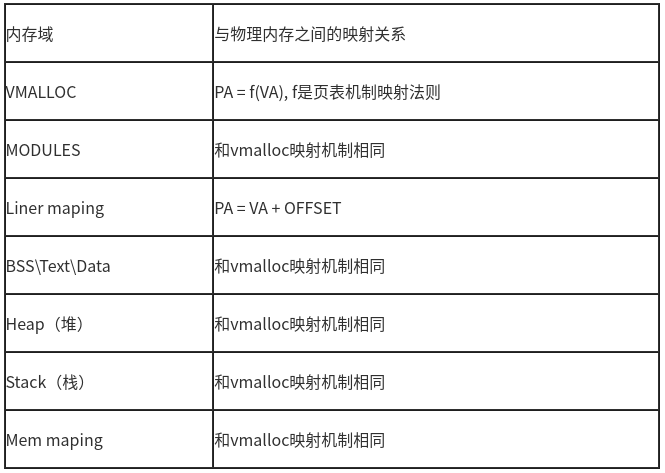 内存域
与物理内存之间的映射关系
VMALLOC
PA = f(VA), f是页表机制映射法则
MODULES
和vmalloc映射机制相同
Liner maping
PA = VA + OFFSET
BSS\Text\Data
和vmalloc映射机制相同
Heap（堆）
和vmalloc映射机制相同
Stack（栈）
和vmalloc映射机制相同
Mem maping
和vmalloc映射机制相同